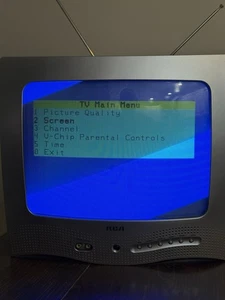 TV Main Menu
1 Picture Quality
2 Screen
3 Channel
4 V-Chip Parental Controls
5 Time
0 Exit
RCA